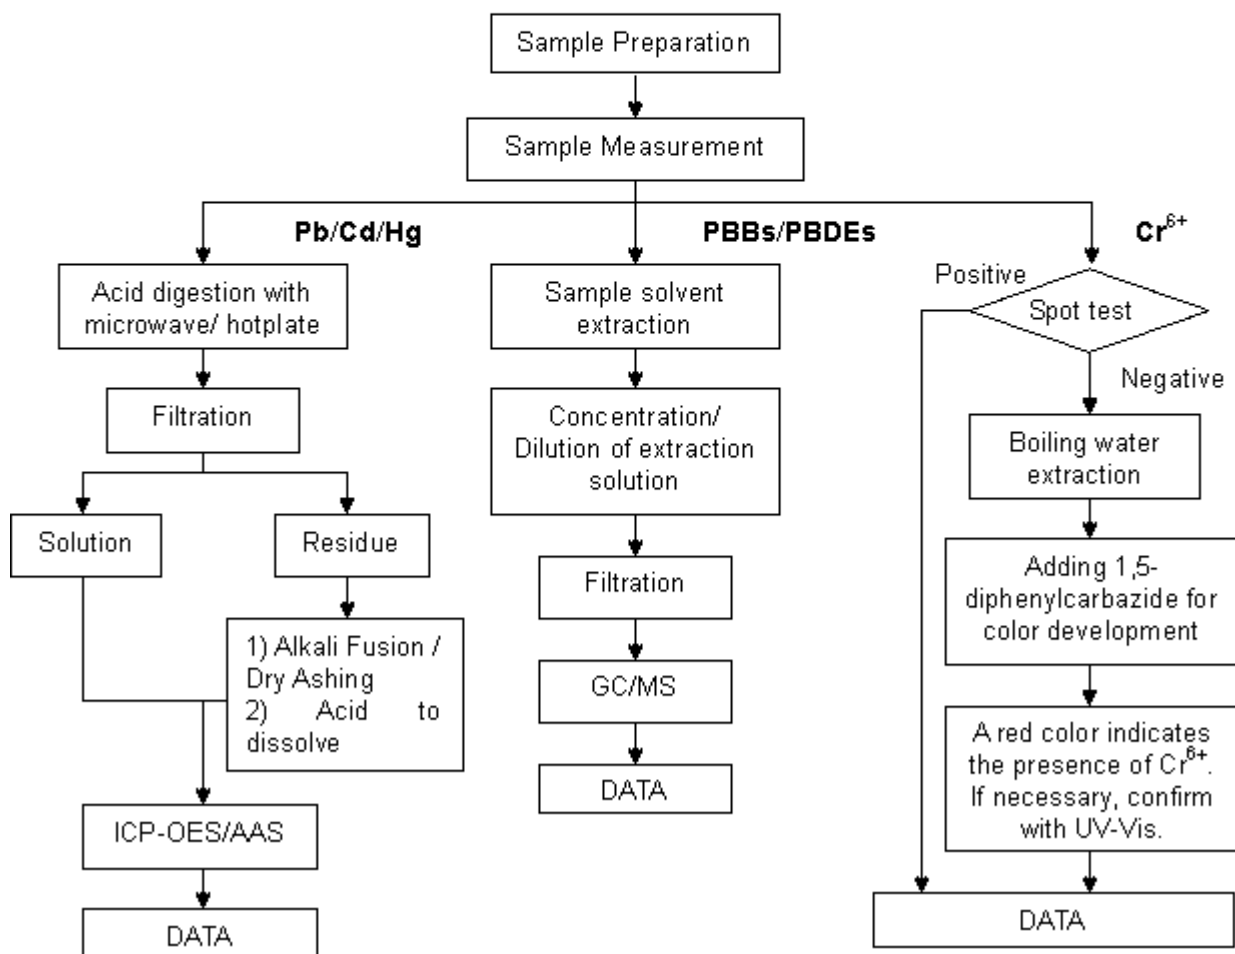 Sample Preparation
Sample Measurement
Pb/Cd/Hg
PBBs/PBDEs
Cr⁶⁺
Acid digestion with
microwave/ hotplate
Filtration
Solution
Residue
1) Alkali Fusion /
Dry Ashing
2) Acid to
dissolve
ICP-OES/AAS
DATA
Sample solvent
extraction
Concentration/
Dilution of extraction
solution
Filtration
GC/MS
DATA
Positive
Spot test
Negative
Boiling water
extraction
Adding 1,5-
diphenylcarbazide for
color development
A red color indicates
the presence of Cr⁶⁺.
If necessary, confirm
with UV-Vis.
DATA